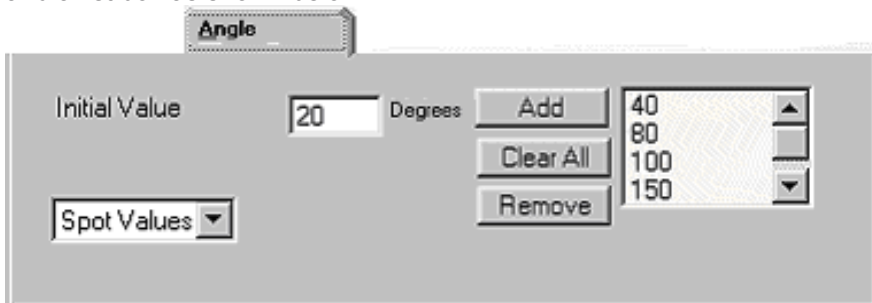 Angle
Initial Value 20 Degrees Add 40
80
Clear All 100
Remove 150
Spot Values